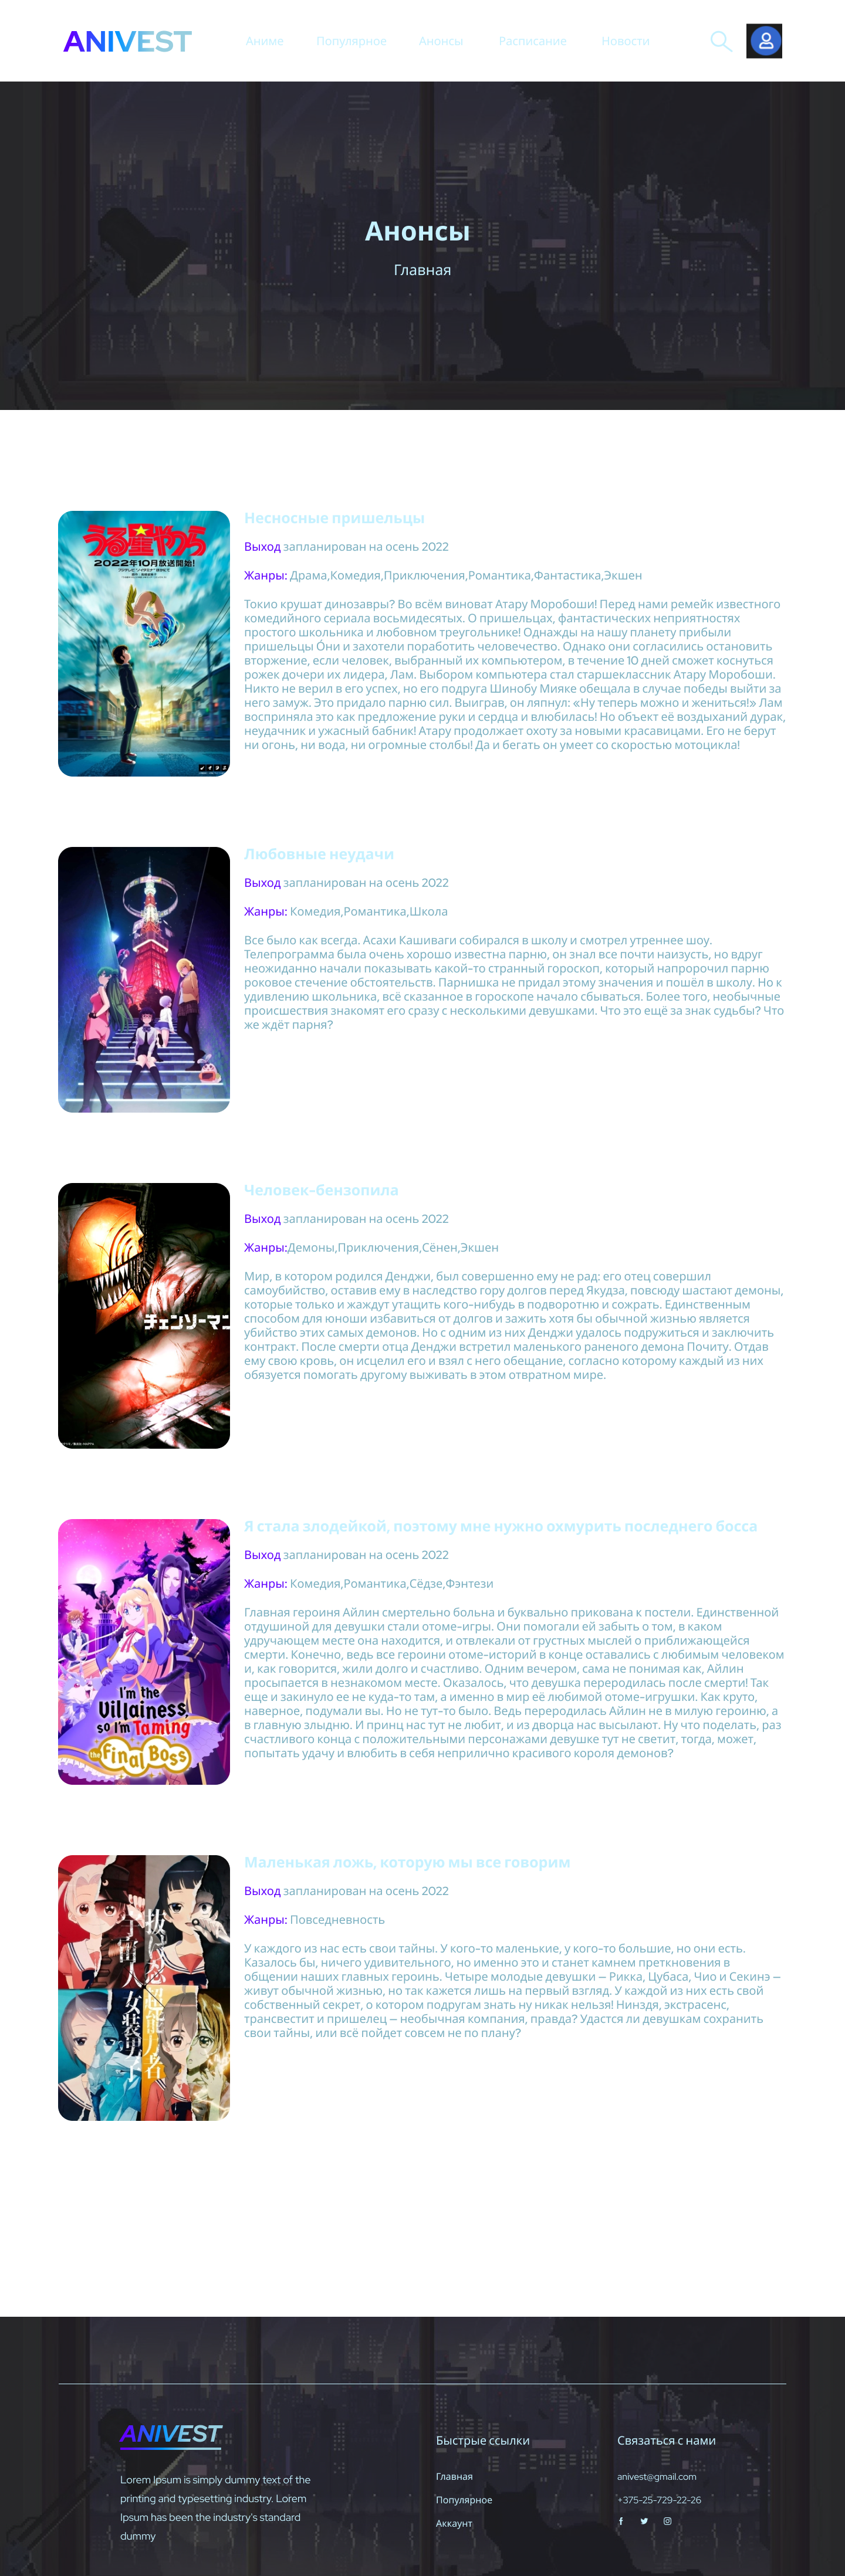 ANIVEST
Аниме Популярное Анонсы Расписание Новости
Анонсы
Главная
うる星やつら
2022年10月放送開始!
Несносные пришельцы
Выход запланирован на осень 2022
Жанры: Драма,Комедия,Приключения,Романтика,Фантастика,Экшен
Токио крушат динозавры? Во всём виноват Атару Моробоши! Перед нами ремейк известного
комедийного сериала восьмидесятых. О пришельцах, фантастических неприятностях
простого школьника и любовном треугольнике! Однажды на нашу планету прибыли
пришельцы Óни и захотели поработить человечество. Однако они согласились остановить
вторжение, если человек, выбранный их компьютером, в течение 10 дней сможет коснуться
рожек дочери их лидера, Лам. Выбором компьютера стал старшеклассник Атару Моробоши.
Никто не верил в его успех, но его подруга Шинобу Мияке обещала в случае победы выйти за
него замуж. Это придало парню сил. Выиграв, он ляпнул: «Ну теперь можно и жениться!» Лам
восприняла это как предложение руки и сердца и влюбилась! Но объект её воздыханий дурак,
неудачник и ужасный бабник! Атару продолжает охоту за новыми красавицами. Его не берут
ни огонь, ни вода, ни огромные столбы! Да и бегать он умеет со скоростью мотоцикла!
Любовные неудачи
Выход запланирован на осень 2022
Жанры: Комедия,Романтика,Школа
Все было как всегда. Асахи Кашиваги собирался в школу и смотрел утреннее шоу.
Телепрограмма была очень хорошо известна парню, он знал все почти наизусть, но вдруг
неожиданно начали показывать какой-то странный гороскоп, который напророчил парню
роковое стечение обстоятельств. Парнишка не придал этому значения и пошёл в школу. Но к
удивлению школьника, всё сказанное в гороскопе начало сбываться. Более того, необычные
происшествия знакомят его сразу с несколькими девушками. Что это ещё за знак судьбы? Что
же ждёт парня?
チェンソーマン
Человек-бензопила
Выход запланирован на осень 2022
Жанры:Демоны,Приключения,Сёнен,Экшен
Мир, в котором родился Денджи, был совершенно ему не рад: его отец совершил
самоубийство, оставив ему в наследство гору долгов перед Якудза, повсюду шастают демоны,
которые только и жаждут утащить кого-нибудь в подворотню и сожрать. Единственным
способом для юноши избавиться от долгов и зажить хотя бы обычной жизнью является
убийство этих самых демонов. Но с одним из них Денджи удалось подружиться и заключить
контракт. После смерти отца Денджи встретил маленького раненого демона Почиту. Отдав
ему свою кровь, он исцелил его и взял с него обещание, согласно которому каждый из них
обязуется помогать другому выживать в этом отвратном мире.
I'm the
Villainess,
so I'm Taming
the Final Boss
Я стала злодейкой, поэтому мне нужно охмурить последнего босса
Выход запланирован на осень 2022
Жанры: Комедия,Романтика,Сёдзе,Фэнтези
Главная героиня Айлин смертельно больна и буквально прикована к постели. Единственной
отдушиной для девушки стали отоме-игры. Они помогали ей забыть о том, в каком
удручающем месте она находится, и отвлекали от грустных мыслей о приближающейся
смерти. Конечно, ведь все героини отоме-историй в конце оставались с любимым человеком
и, как говорится, жили долго и счастливо. Одним вечером, сама не понимая как, Айлин
просыпается в незнакомом месте. Оказалось, что девушка переродилась после смерти! Так
еще и закинуло ее не куда-то там, а именно в мир её любимой отоме-игрушки. Как круто,
наверное, подумали вы. Но не тут-то было. Ведь переродилась Айлин не в милую героиню, а
в главную злыдню. И принц нас тут не любит, и из дворца нас высылают. Ну что поделать, раз
счастливого конца с положительными персонажами девушке тут не светит, тогда, может,
попытать удачу и влюбить в себя неприлично красивого короля демонов?
Маленькая ложь, которую мы все говорим
Выход запланирован на осень 2022
Жанры: Повседневность
У каждого из нас есть свои тайны. У кого-то маленькие, у кого-то большие, но они есть.
Казалось бы, ничего удивительного, но именно это и станет камнем преткновения в
общении наших главных героинь. Четыре молодые девушки — Рикка, Цубаса, Чио и Секинэ —
живут обычной жизнью, но так кажется лишь на первый взгляд. У каждой из них есть свой
собственный секрет, о котором подругам знать ну никак нельзя! Нинздя, экстрасенс,
трансвестит и пришелец — необычная компания, правда? Удастся ли девушкам сохранить
свои тайны, или всё пойдет совсем не по плану?
ANIVEST
Lorem Ipsum is simply dummy text of the
printing and typesetting industry. Lorem
Ipsum has been the industry's standard
dummy
Быстрые ссылки
Главная
Популярное
Аккаунт
Связаться с нами
anivest@gmail.com
+375-25-729-22-26